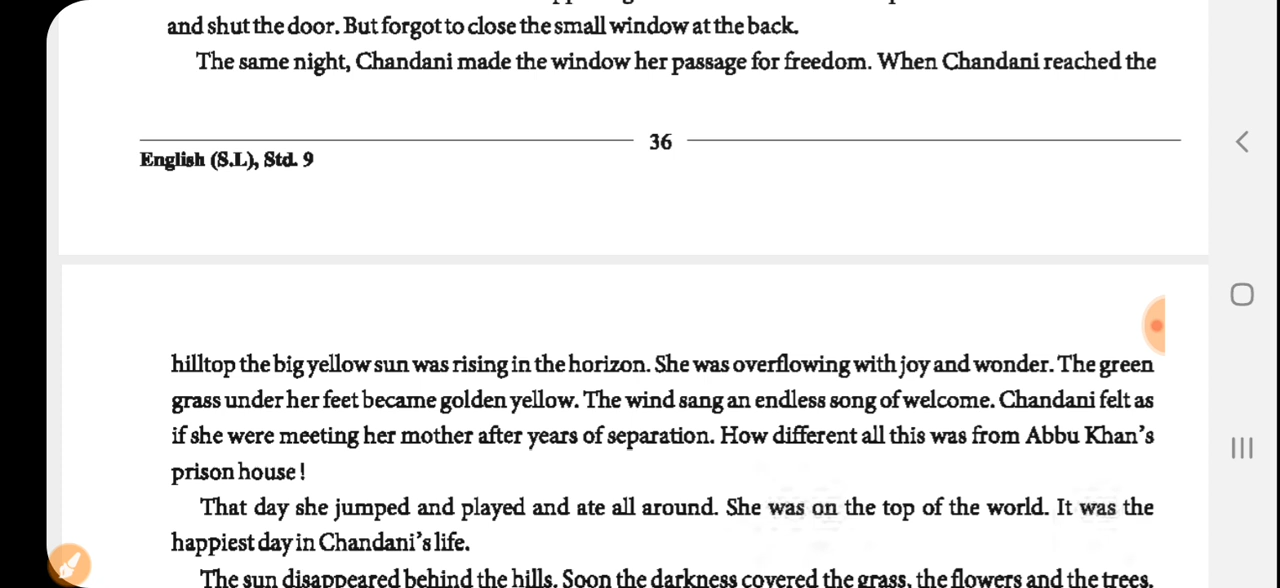 and shut the door. But forgot to close the small window at the back.
The same night, Chandani made the window her passage for freedom. When Chandani reached the
36
English (S.L), Std. 9
hilltop the big yellow sun was rising in the horizon. She was overflowing with joy and wonder. The green
grass under her feet became golden yellow. The wind sang an endless song of welcome. Chandani felt as
if she were meeting her mother after years of separation. How different all this was from Abbu Khan's
prison house !
That day she jumped and played and ate all around. She was on the top of the world. It was the
happiest day in Chandani's life.
The sun disappeared behind the hills. Soon the darkness covered the grass, the flowers and the trees.